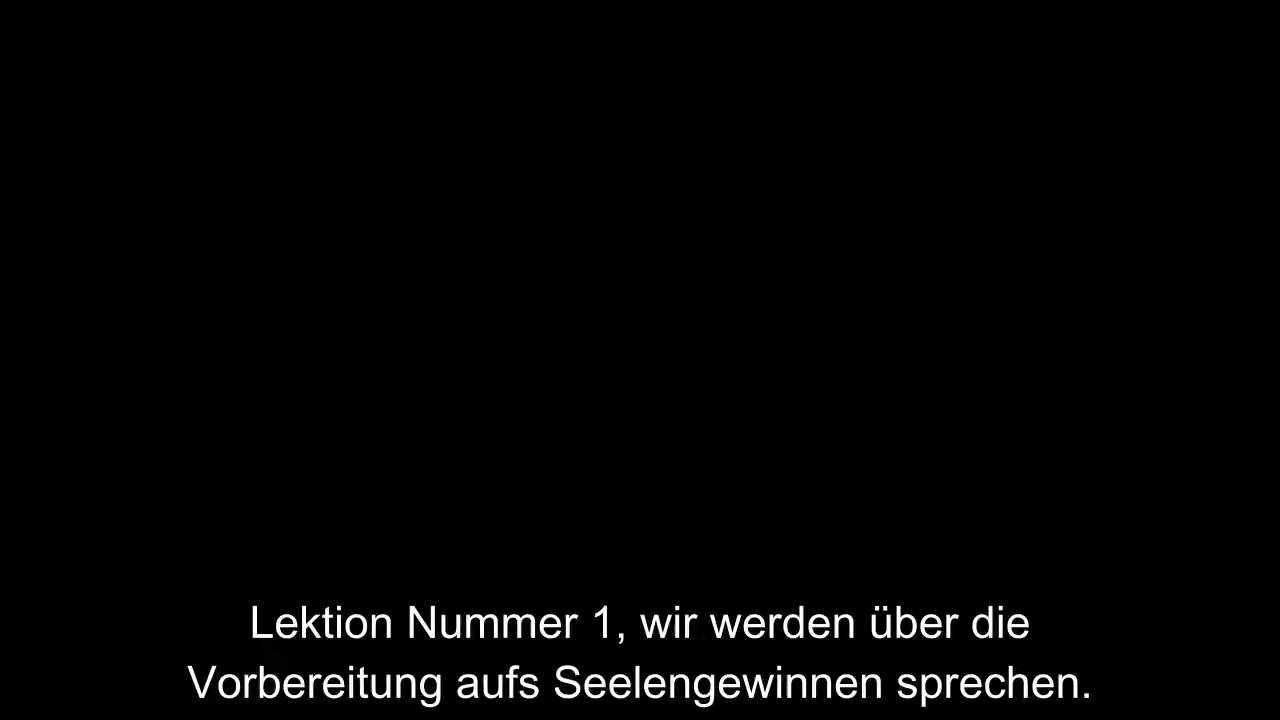 Lektion Nummer 1, wir werden über die
Vorbereitung aufs Seelengewinnen sprechen.